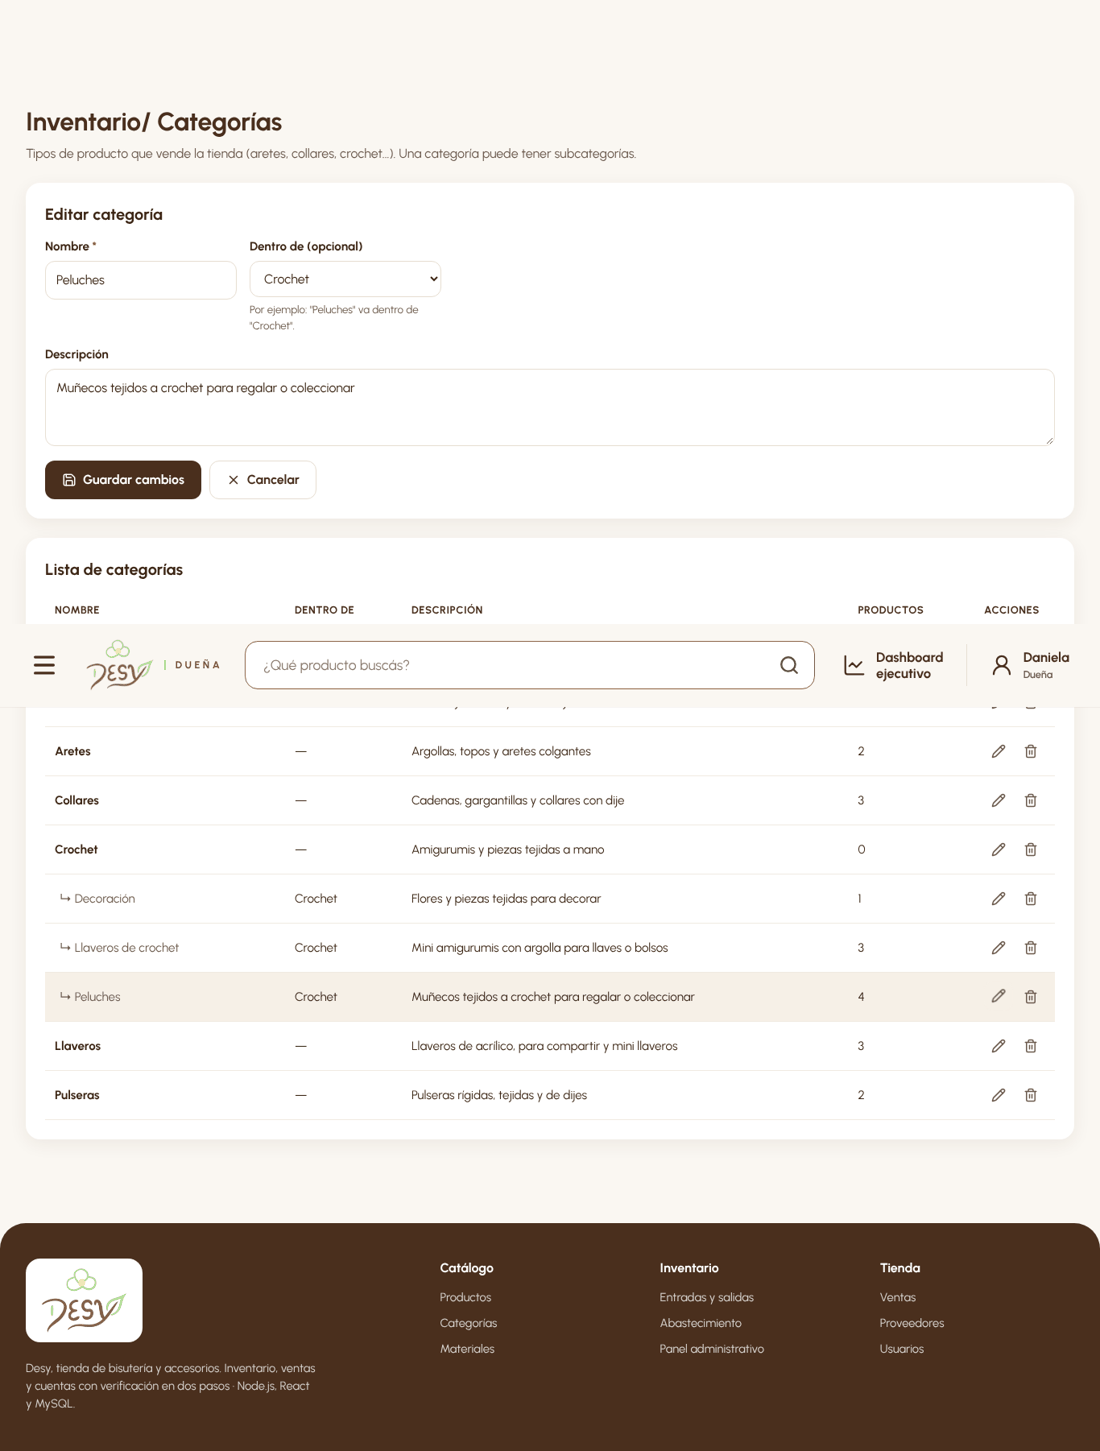 Inventario/ Categorías
Tipos de producto que vende la tienda (aretes, collares, crochet...). Una categoría puede tener subcategorías.
Editar categoría
Nombre *
Dentro de (opcional)
Peluches
Crochet
Por ejemplo: "Peluches" va dentro de
"Crochet".
Descripción
Muñecos tejidos a crochet para regalar o coleccionar
Guardar cambios
Cancelar
Lista de categorías
NOMBRE DENTRO DE DESCRIPCIÓN PRODUCTOS ACCIONES
DESY
DUEÑA
¿Qué producto buscás?
Dashboard
ejecutivo
Daniela
Dueña
Aretes — Argollas, topos y aretes colgantes 2
Collares — Cadenas, gargantillas y collares con dije 3
Crochet — Amigurumis y piezas tejidas a mano 0
↳ Decoración Crochet Flores y piezas tejidas para decorar 1
↳ Llaveros de crochet Crochet Mini amigurumis con argolla para llaves o bolsos 3
↳ Peluches Crochet Muñecos tejidos a crochet para regalar o coleccionar 4
Llaveros — Llaveros de acrílico, para compartir y mini llaveros 3
Pulseras — Pulseras rígidas, tejidas y de dijes 2
DESY
Desy, tienda de bisutería y accesorios. Inventario, ventas
y cuentas con verificación en dos pasos · Node.js, React
y MySQL.
Catálogo
Productos
Categorías
Materiales
Inventario
Entradas y salidas
Abastecimiento
Panel administrativo
Tienda
Ventas
Proveedores
Usuarios